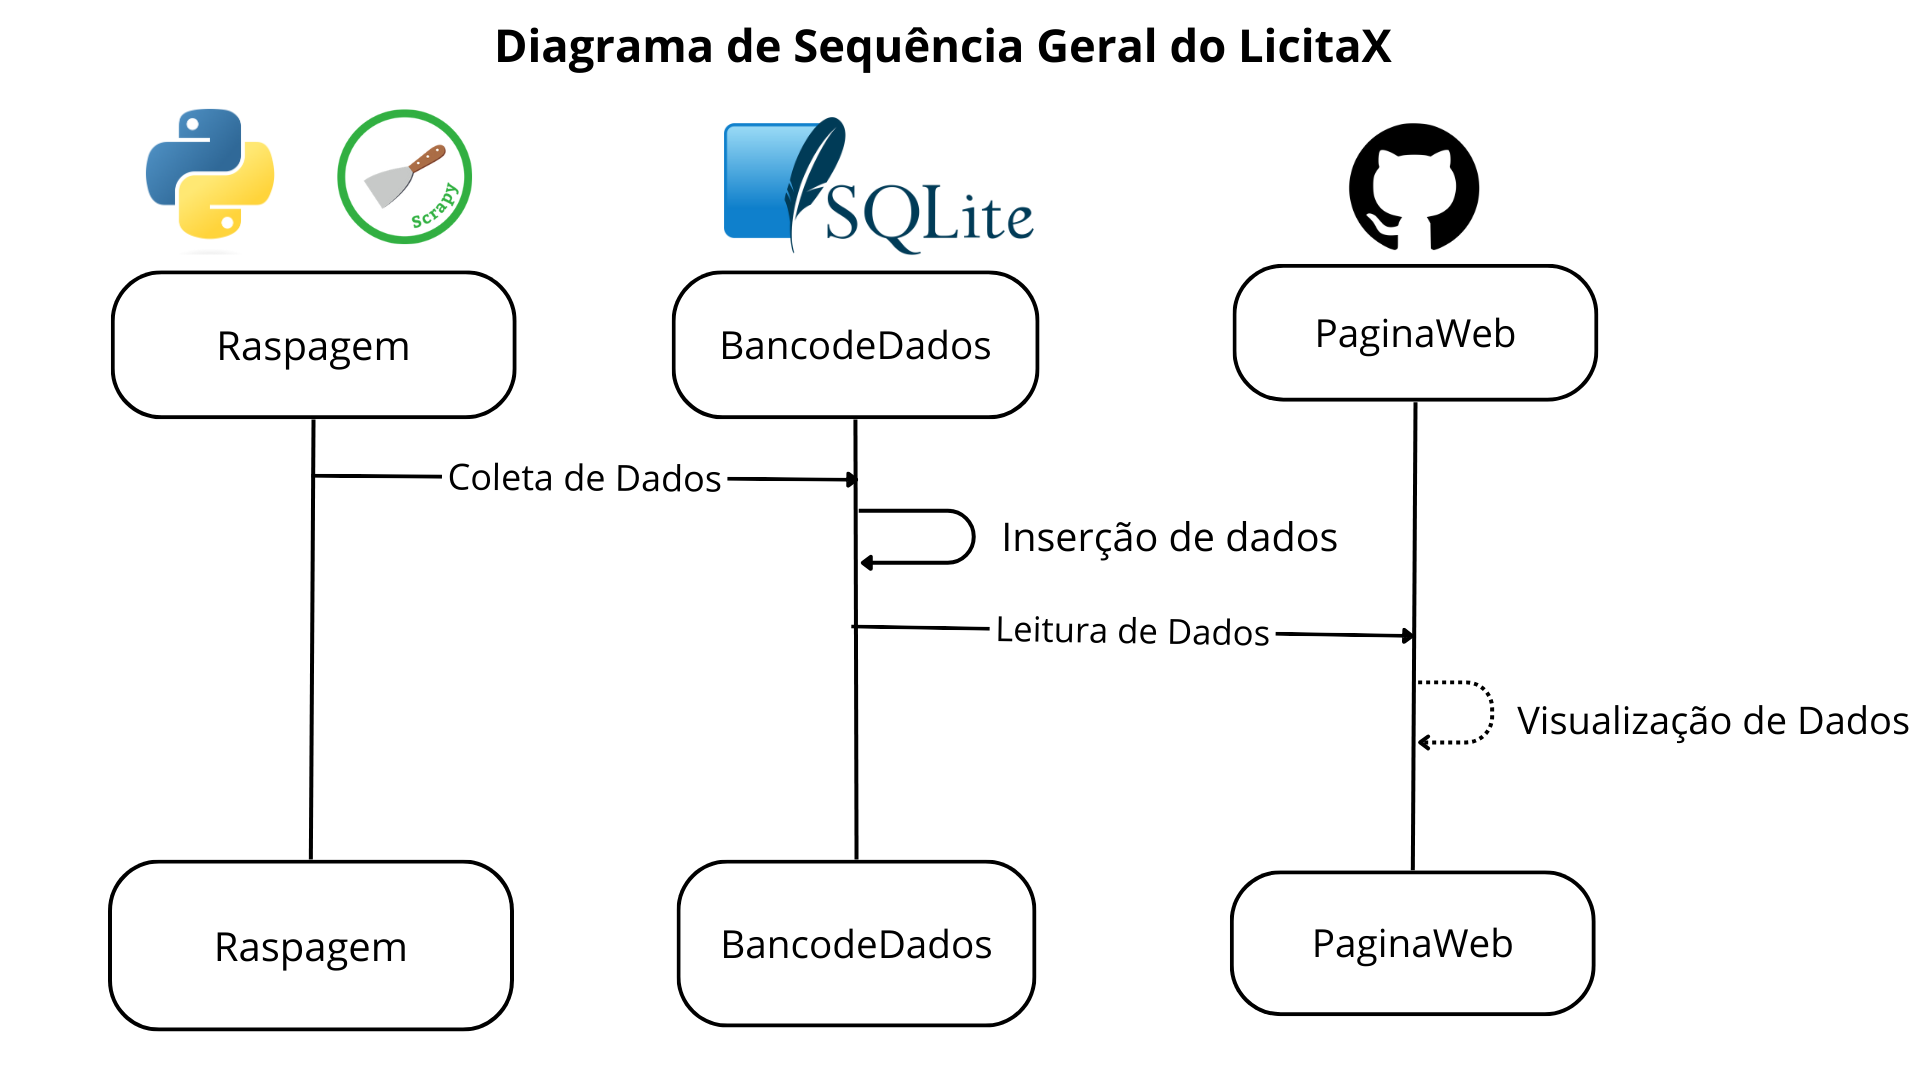 Diagrama de Sequência Geral do LicitaX
Scrapy
SQLite
Raspagem
BancodeDados
PaginaWeb
Coleta de Dados
Inserção de dados
Leitura de Dados
Visualização de Dados
Raspagem
BancodeDados
PaginaWeb